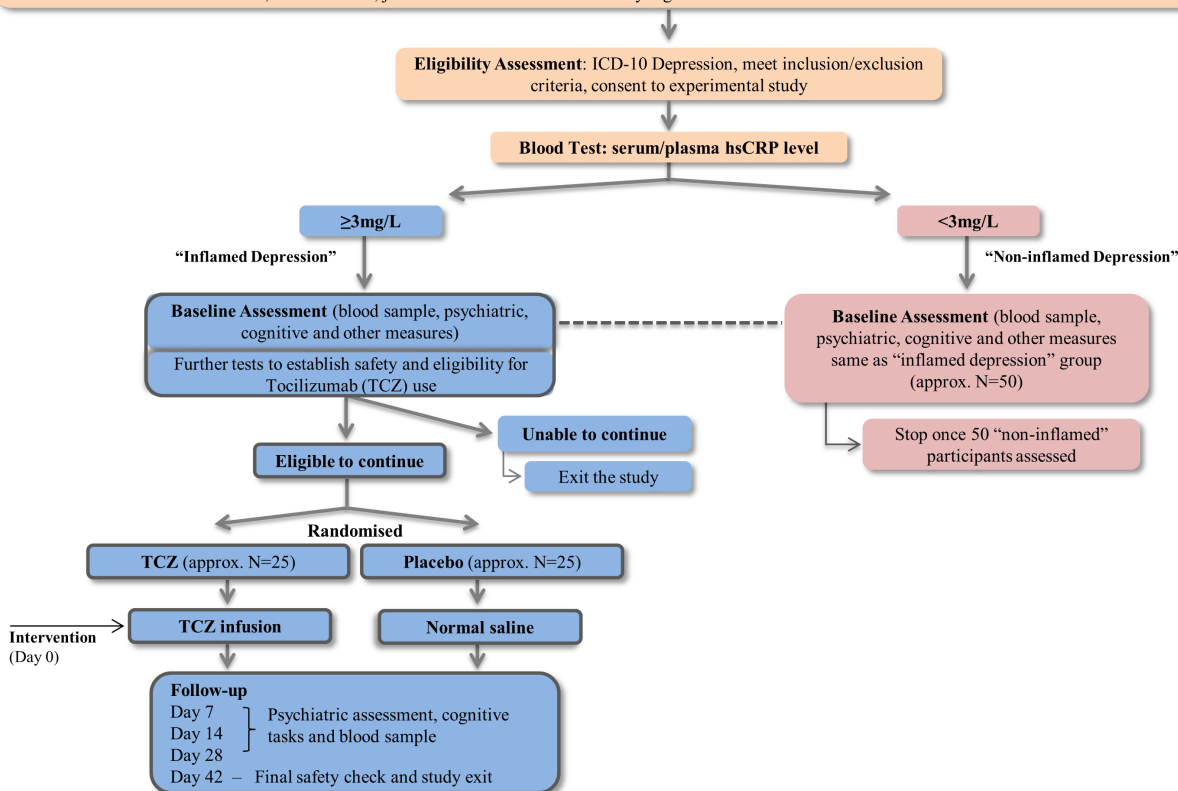 Eligibility Assessment: ICD-10 Depression, meet inclusion/exclusion
criteria, consent to experimental study
Blood Test: serum/plasma hsCRP level
≥3mg/L
<3mg/L
“Inflamed Depression”
“Non-inflamed Depression”
Baseline Assessment (blood sample, psychiatric,
cognitive and other measures)
Further tests to establish safety and eligibility for
Tocilizumab (TCZ) use
Baseline Assessment (blood sample,
psychiatric, cognitive and other measures
same as “inflamed depression” group
(approx. N=50)
Stop once 50 “non-inflamed”
participants assessed
Unable to continue
Exit the study
Eligible to continue
Randomised
TCZ (approx. N=25)
Placebo (approx. N=25)
Intervention
(Day 0)
TCZ infusion
Normal saline
Follow-up
Day 7
Day 14
Day 28
Psychiatric assessment, cognitive
tasks and blood sample
Day 42 – Final safety check and study exit